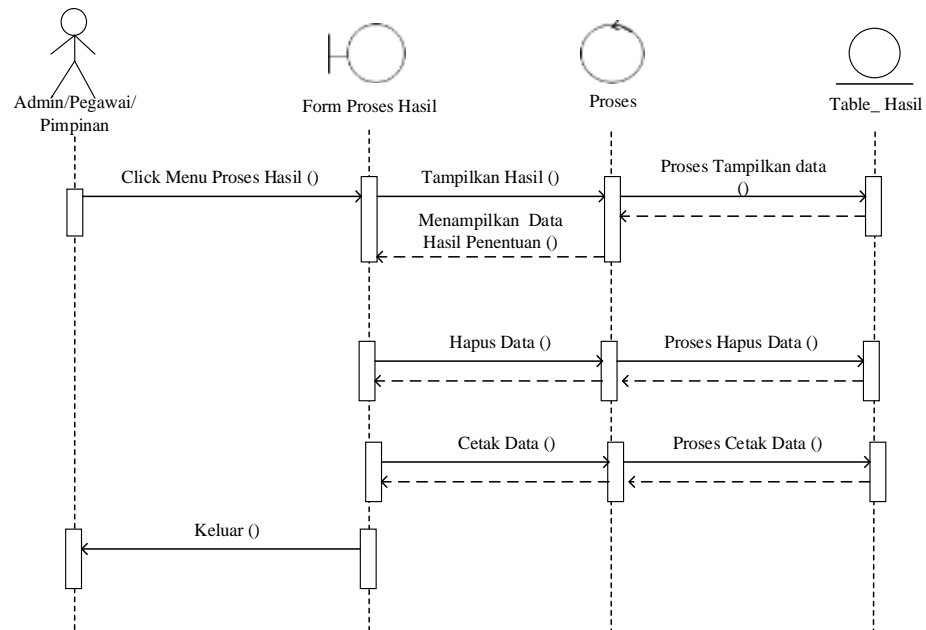 Admin/Pegawai/
Pimpinan
Form Proses Hasil
Proses
Table_ Hasil
Click Menu Proses Hasil ()
Tampilkan Hasil ()
Proses Tampilkan data
()
Menampilkan Data
Hasil Penentuan ()
Hapus Data ()
Proses Hapus Data ()
Cetak Data ()
Proses Cetak Data ()
Keluar ()